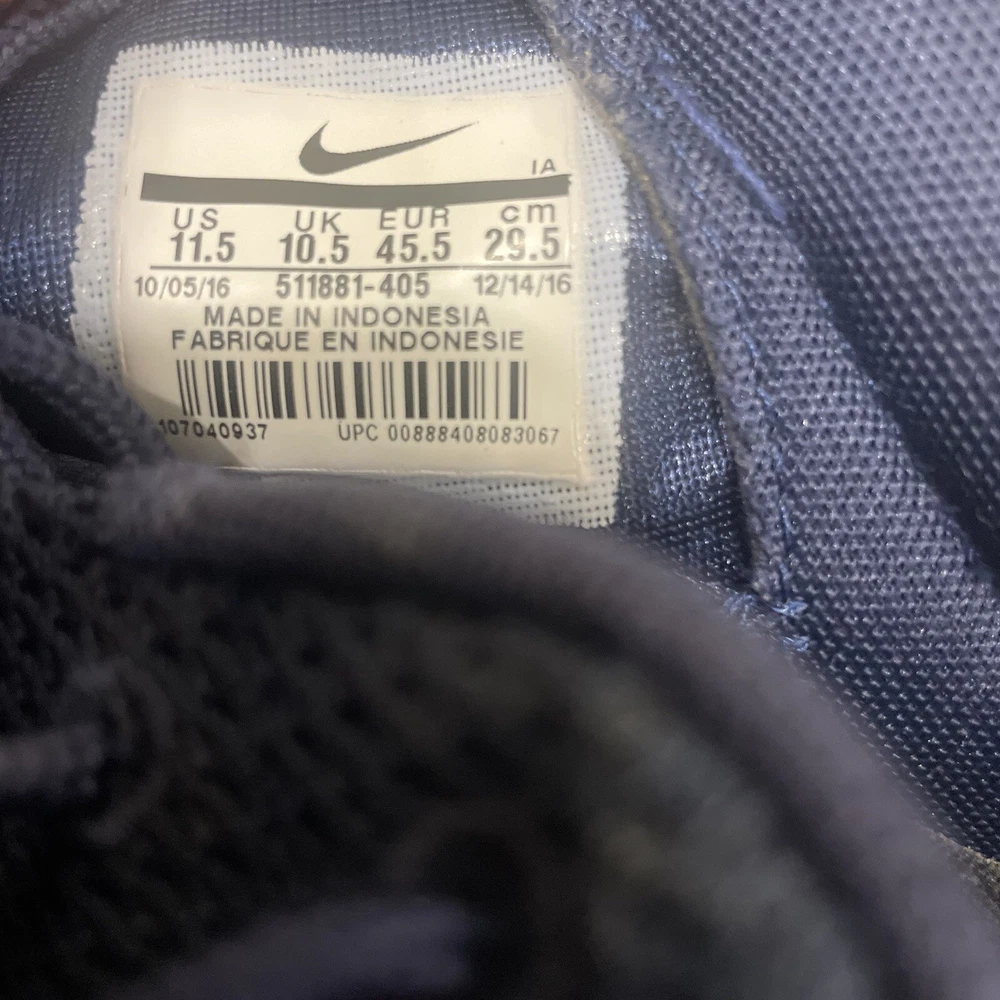 IA
US UK EUR cm
11.5 10.5 45.5 29.5
10/05/16 511881-405 12/14/16
MADE IN INDONESIA
FABRIQUE EN INDONESIE
107040937 UPC 00888408083067